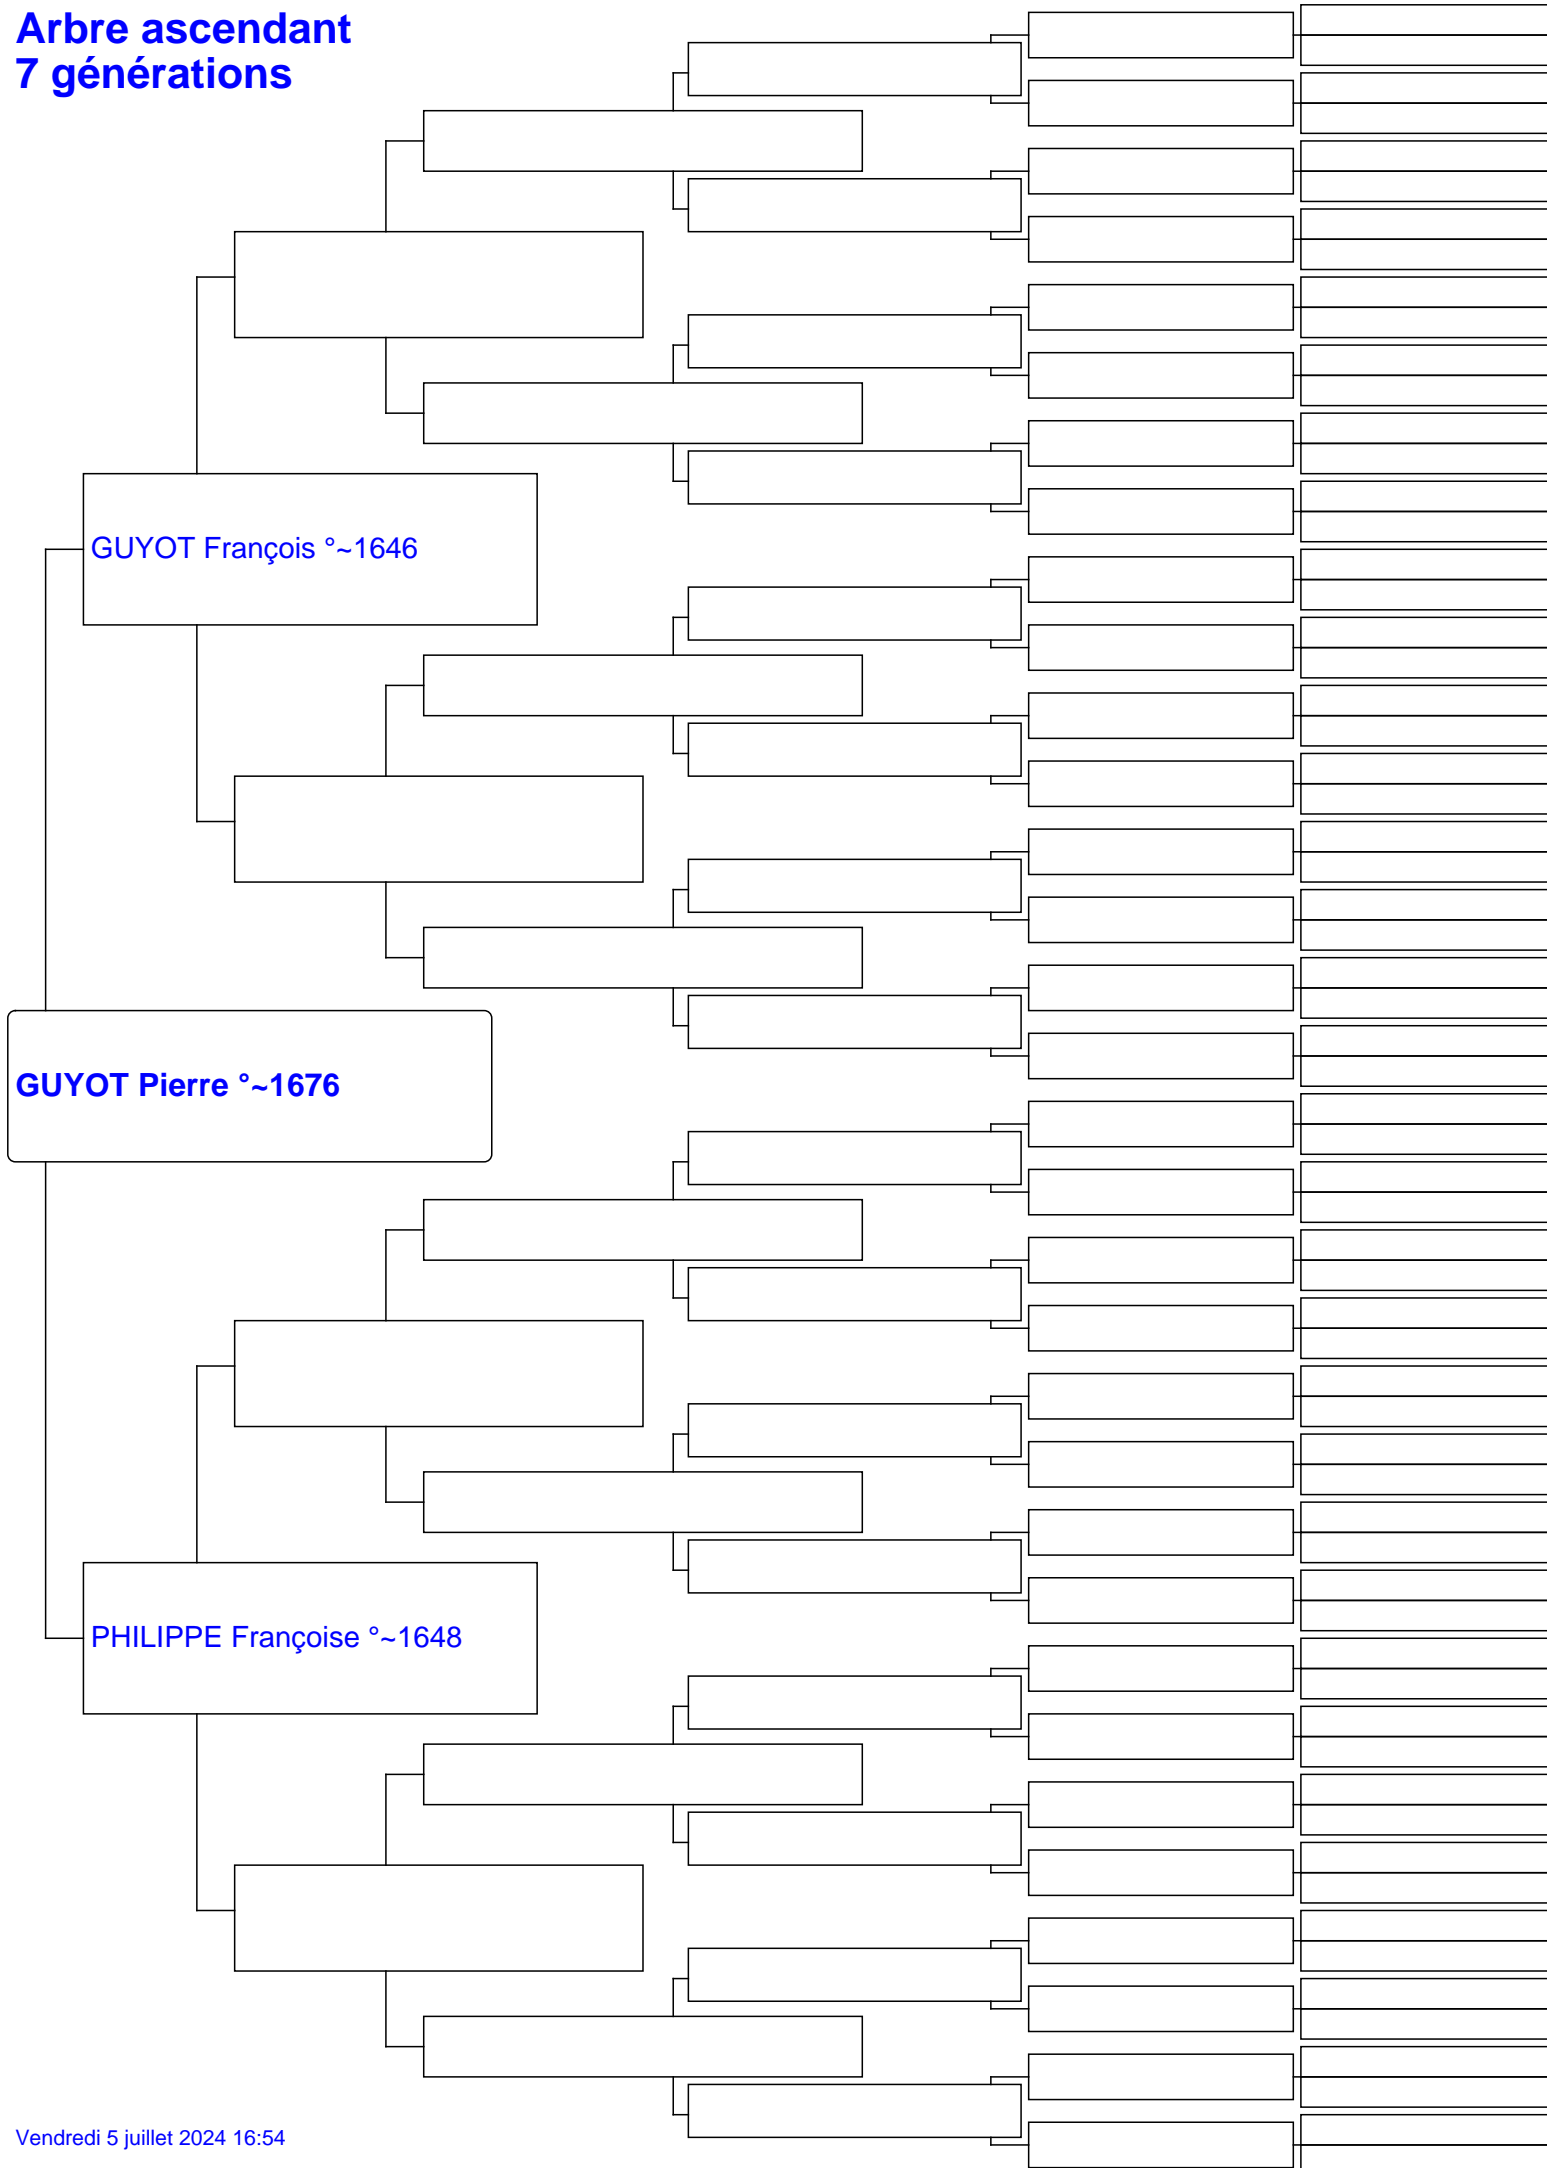 Arbre ascendant
7 générations
GUYOT François °~1646
GUYOT Pierre °~1676
PHILIPPE Françoise °~1648
Vendredi 5 juillet 2024 16:54